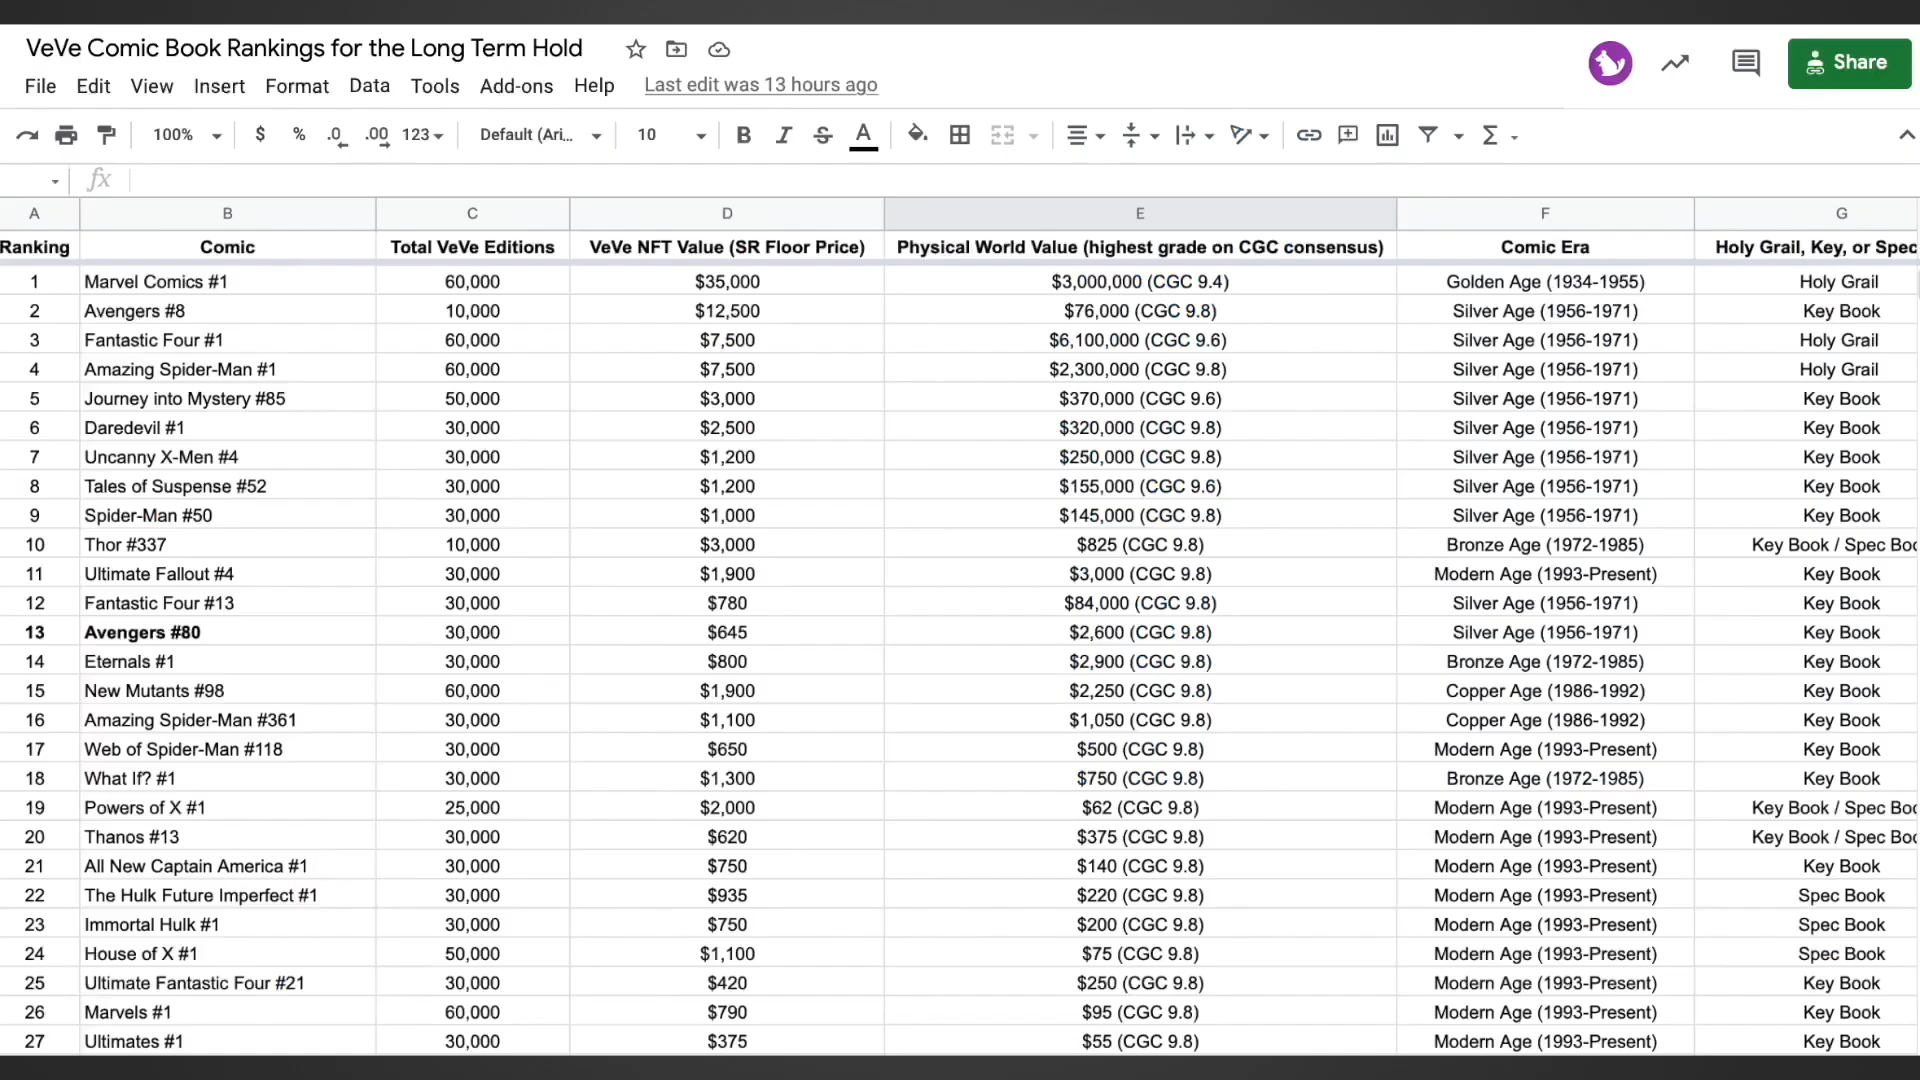 VeVe Comic Book Rankings for the Long Term Hold
Share
File Edit View Insert Format Data Tools Add-ons Help Last edit was 13 hours ago
100% $ % .0 .00 123 Default (Ari... 10 B I S A
fx
A B C D E F G
Ranking Comic Total VeVe Editions VeVe NFT Value (SR Floor Price) Physical World Value (highest grade on CGC consensus) Comic Era Holy Grail, Key, or Spec
1 Marvel Comics #1 60,000 $35,000 $3,000,000 (CGC 9.4) Golden Age (1934-1955) Holy Grail
2 Avengers #8 10,000 $12,500 $76,000 (CGC 9.8) Silver Age (1956-1971) Key Book
3 Fantastic Four #1 60,000 $7,500 $6,100,000 (CGC 9.6) Silver Age (1956-1971) Holy Grail
4 Amazing Spider-Man #1 60,000 $7,500 $2,300,000 (CGC 9.8) Silver Age (1956-1971) Holy Grail
5 Journey into Mystery #85 50,000 $3,000 $370,000 (CGC 9.6) Silver Age (1956-1971) Key Book
6 Daredevil #1 30,000 $2,500 $320,000 (CGC 9.8) Silver Age (1956-1971) Key Book
7 Uncanny X-Men #4 30,000 $1,200 $250,000 (CGC 9.8) Silver Age (1956-1971) Key Book
8 Tales of Suspense #52 30,000 $1,200 $155,000 (CGC 9.6) Silver Age (1956-1971) Key Book
9 Spider-Man #50 30,000 $1,000 $145,000 (CGC 9.8) Silver Age (1956-1971) Key Book
10 Thor #337 10,000 $3,000 $825 (CGC 9.8) Bronze Age (1972-1985) Key Book / Spec Boo
11 Ultimate Fallout #4 30,000 $1,900 $3,000 (CGC 9.8) Modern Age (1993-Present) Key Book
12 Fantastic Four #13 30,000 $780 $84,000 (CGC 9.8) Silver Age (1956-1971) Key Book
13 Avengers #80 30,000 $645 $2,600 (CGC 9.8) Silver Age (1956-1971) Key Book
14 Eternals #1 30,000 $800 $2,900 (CGC 9.8) Bronze Age (1972-1985) Key Book
15 New Mutants #98 60,000 $1,900 $2,250 (CGC 9.8) Copper Age (1986-1992) Key Book
16 Amazing Spider-Man #361 30,000 $1,100 $1,050 (CGC 9.8) Copper Age (1986-1992) Key Book
17 Web of Spider-Man #118 30,000 $650 $500 (CGC 9.8) Modern Age (1993-Present) Key Book
18 What If? #1 30,000 $1,300 $750 (CGC 9.8) Bronze Age (1972-1985) Key Book
19 Powers of X #1 25,000 $2,000 $62 (CGC 9.8) Modern Age (1993-Present) Key Book / Spec Boo
20 Thanos #13 30,000 $620 $375 (CGC 9.8) Modern Age (1993-Present) Key Book / Spec Boo
21 All New Captain America #1 30,000 $750 $140 (CGC 9.8) Modern Age (1993-Present) Key Book
22 The Hulk Future Imperfect #1 30,000 $935 $220 (CGC 9.8) Modern Age (1993-Present) Spec Book
23 Immortal Hulk #1 30,000 $750 $200 (CGC 9.8) Modern Age (1993-Present) Spec Book
24 House of X #1 50,000 $1,100 $75 (CGC 9.8) Modern Age (1993-Present) Spec Book
25 Ultimate Fantastic Four #21 30,000 $420 $250 (CGC 9.8) Modern Age (1993-Present) Key Book
26 Marvels #1 60,000 $790 $95 (CGC 9.8) Modern Age (1993-Present) Key Book
27 Ultimates #1 30,000 $375 $55 (CGC 9.8) Modern Age (1993-Present) Key Book